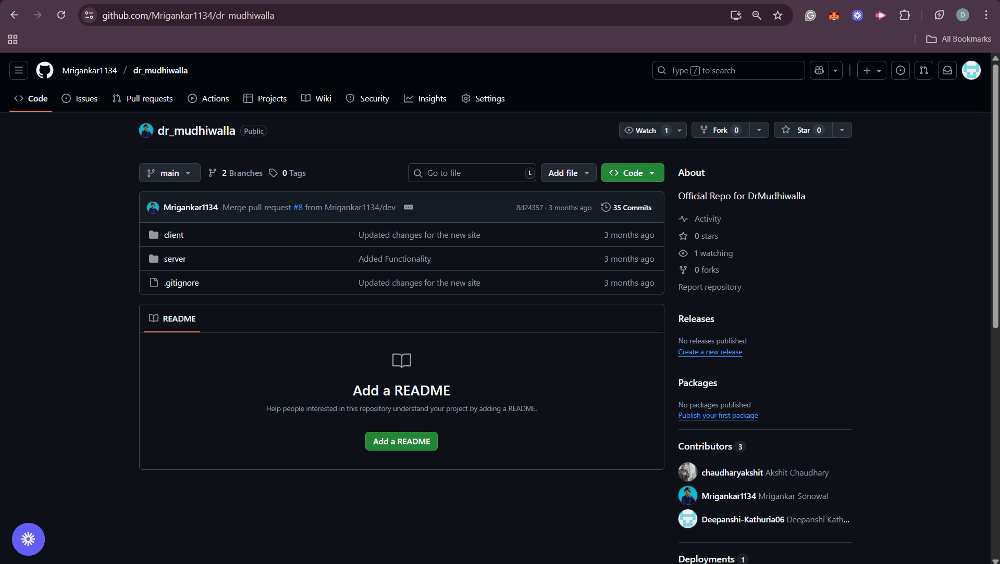 github.com/Mrigankar1134/dr_mudhiwalla
D
All Bookmarks
Mrigankar1134 / dr_mudhiwalla
Type / to search
Code
Issues
Pull requests
Actions
Projects
Wiki
Security
Insights
Settings
dr_mudhiwalla Public
Watch 1
Fork 0
Star 0
main
2 Branches
0 Tags
Go to file
t
Add file
Code
Mrigankar1134 Merge pull request #8 from Mrigankar1134/dev
8d24357 · 3 months ago
35 Commits
client Updated changes for the new site 3 months ago
server Added Functionality 3 months ago
.gitignore Updated changes for the new site 3 months ago
README
Add a README
Help people interested in this repository understand your project by adding a README.
Add a README
About
Official Repo for DrMudhiwalla
Activity
0 stars
1 watching
0 forks
Report repository
Releases
No releases published
Create a new release
Packages
No packages published
Publish your first package
Contributors 3
chaudharyakshit Akshit Chaudhary
Mrigankar1134 Mrigankar Sonowal
Deepanshi-Kathuria06 Deepanshi Kath...
Deployments 1